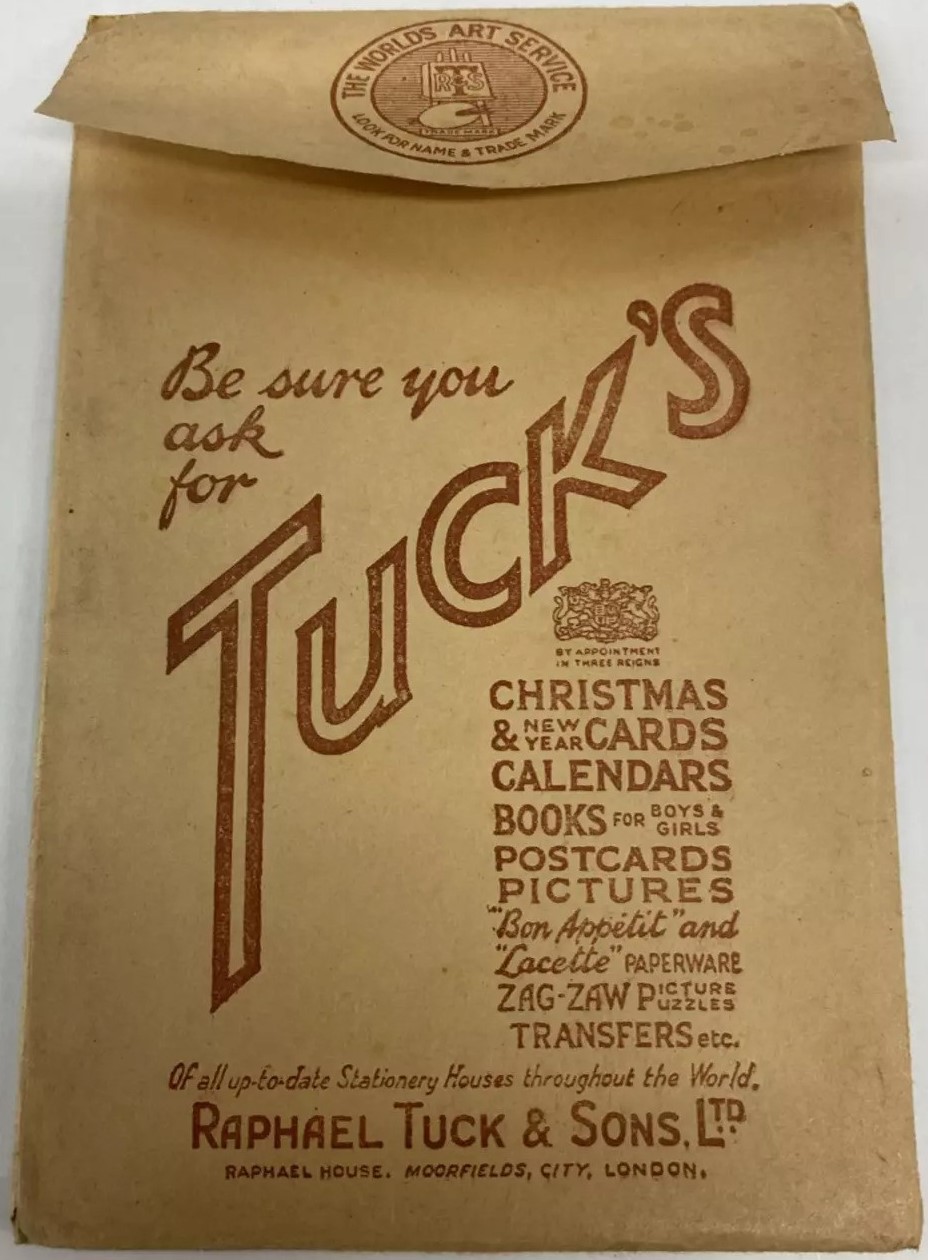 THE WORLDS ART SERVICE
RTS
TRADE MARK
LOOK FOR NAME & TRADE MARK
Be sure you
ask
for
TUCK'S
BY APPOINTMENT
IN THREE REIGNS
CHRISTMAS
& NEW YEAR CARDS
CALENDARS
BOOKS FOR BOYS & GIRLS
POSTCARDS
PICTURES
"Bon Appétit" and
"Lacette" PAPERWARE
ZAG-ZAW PICTURE PUZZLES
TRANSFERS etc.
Of all up-to-date Stationery Houses throughout the World.
RAPHAEL TUCK & SONS, LTD
RAPHAEL HOUSE. MOORFIELDS, CITY, LONDON.